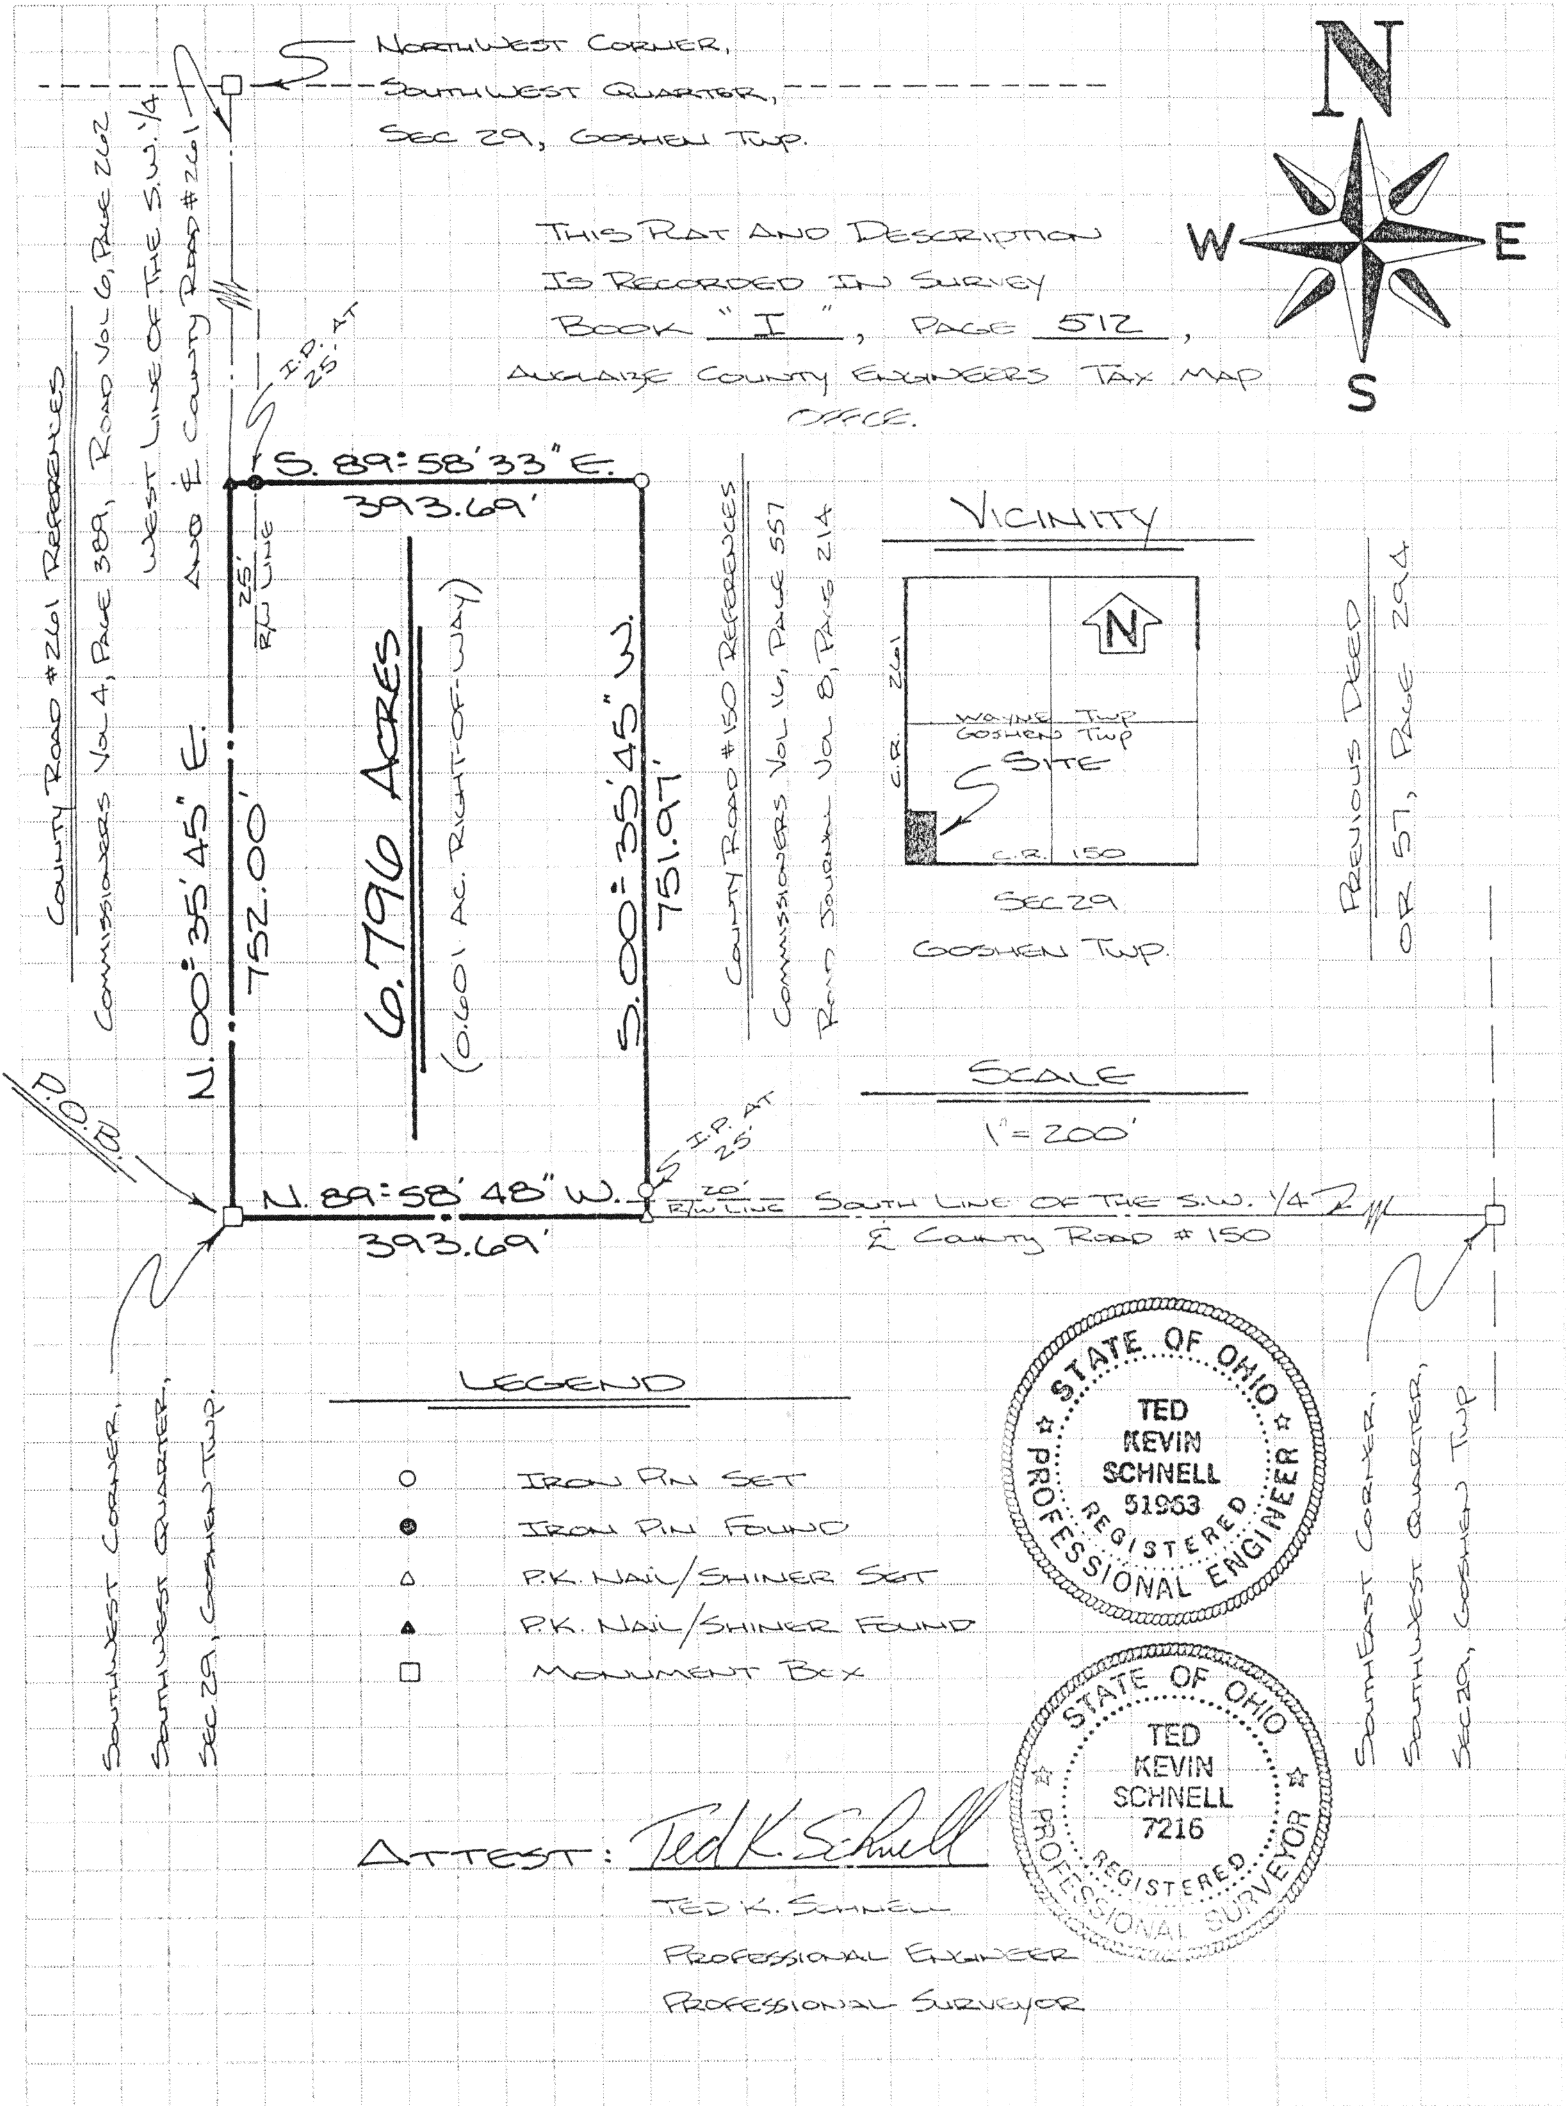 NORTHWEST CORNER,
SOUTHWEST QUARTER,
SEC 29, GOSHEN TWP.
N
W
E
S
THIS PLAT AND DESCRIPTION
IS RECORDED IN SURVEY
BOOK "I", PAGE 512,
AUGLAIZE COUNTY ENGINEERS TAX MAP
OFFICE.
COUNTY ROAD #261 REFERENCES
COMMISSIONERS VOL 4, PAGE 389, ROAD VOL 6, PAGE 262
WEST LINE OF THE S.W. 1/4
AND ℄ COUNTY ROAD #261
I.P. AT
25'
S. 89°58'33" E.
393.69'
25'
R/W LINE
N. 00°35'45" E.
752.00'
6.796 ACRES
(0.601 AC. RIGHT-OF-WAY)
S. 00°35'45" W.
751.97'
COUNTY ROAD #150 REFERENCES
COMMISSIONERS VOL 16, PAGE 557
ROAD JOURNAL VOL 8, PAGE 214
VICINITY
N
C.R. 261
WAYNE TWP
GOSHEN TWP
SITE
C.R. 150
SEC 29
GOSHEN TWP.
PREVIOUS DEED
OR 57, PAGE 294
SCALE
1"=200'
P.O.B.
I.P. AT
25'
N. 89°58'48" W.
393.69'
20'
R/W LINE
SOUTH LINE OF THE S.W. 1/4
℄ COUNTY ROAD #150
SOUTHWEST CORNER,
SOUTHWEST QUARTER,
SEC 29, GOSHEN TWP.
LEGEND
IRON PIN SET
IRON PIN FOUND
P.K. NAIL/SHINER SET
P.K. NAIL/SHINER FOUND
MONUMENT BOX
STATE OF OHIO
TED
KEVIN
SCHNELL
51963
REGISTERED
PROFESSIONAL ENGINEER
STATE OF OHIO
TED
KEVIN
SCHNELL
7216
REGISTERED
PROFESSIONAL SURVEYOR
SOUTHEAST CORNER,
SOUTHWEST QUARTER,
SEC 29, GOSHEN TWP
ATTEST: Ted K. Schnell
TED K. SCHNELL
PROFESSIONAL ENGINEER
PROFESSIONAL SURVEYOR